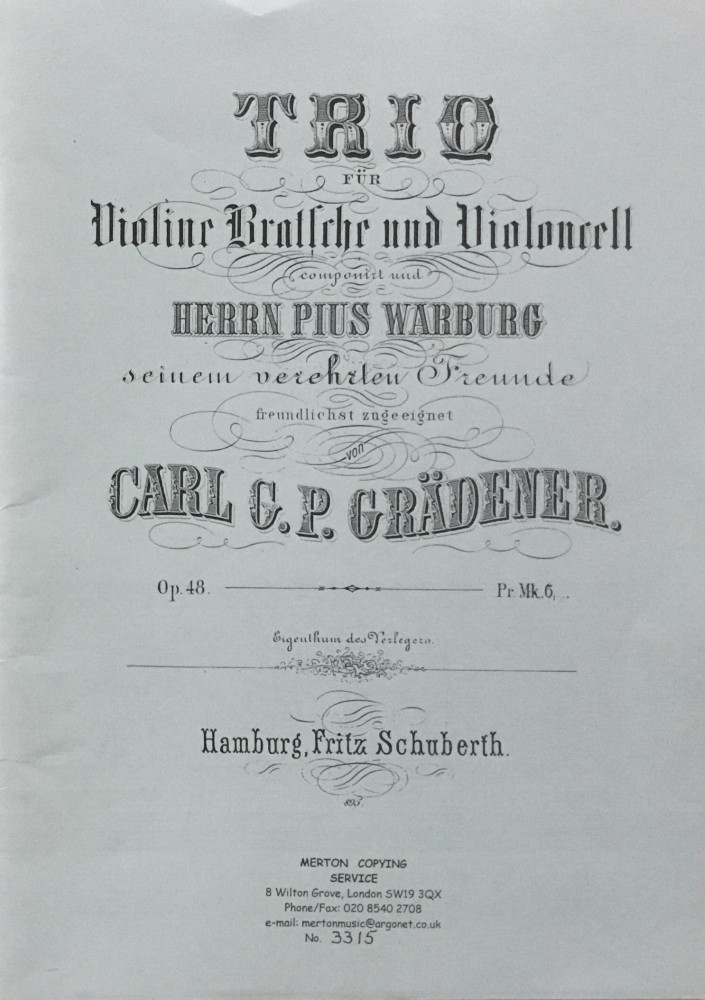 TRIO
FÜR
Violine Bratsche und Violoncell
componirt und
HERRN PIUS WARBURG
seinem verehrten Freunde
freundlichst zugeeignet
von
CARL G. P. GRÄDENER.
Op. 48. Pr. Mk. 6, _
Eigenthum des Verlegers.
Hamburg, Fritz Schuberth.
MERTON COPYING
SERVICE
8 Wilton Grove, London SW19 3QX
Phone/Fax: 020 8540 2708
e-mail: mertonmusic@argonet.co.uk
No. 3315